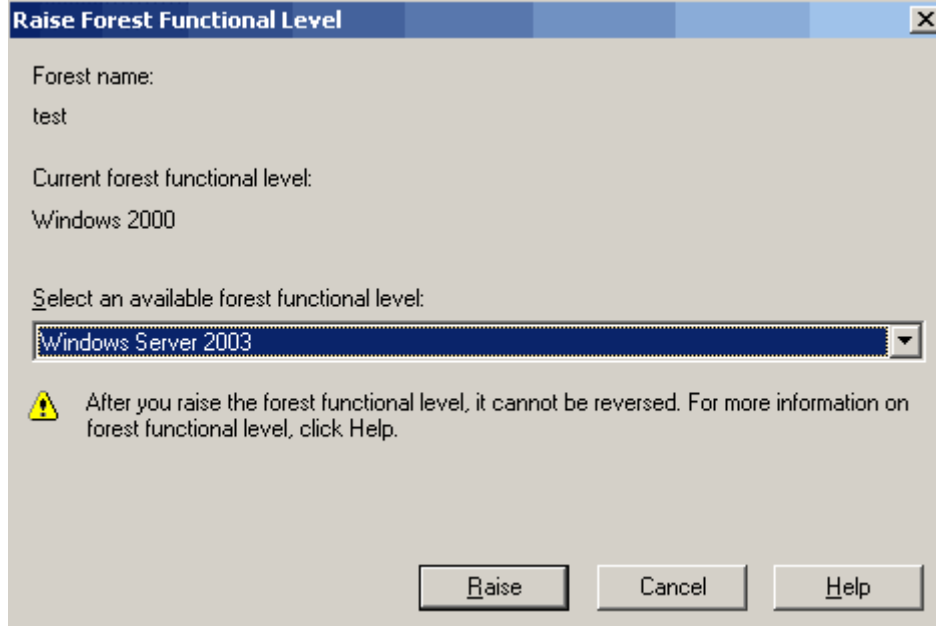 Raise Forest Functional Level
Forest name:
test
Current forest functional level:
Windows 2000
Select an available forest functional level:
Windows Server 2003
After you raise the forest functional level, it cannot be reversed. For more information on
forest functional level, click Help.
Raise Cancel Help